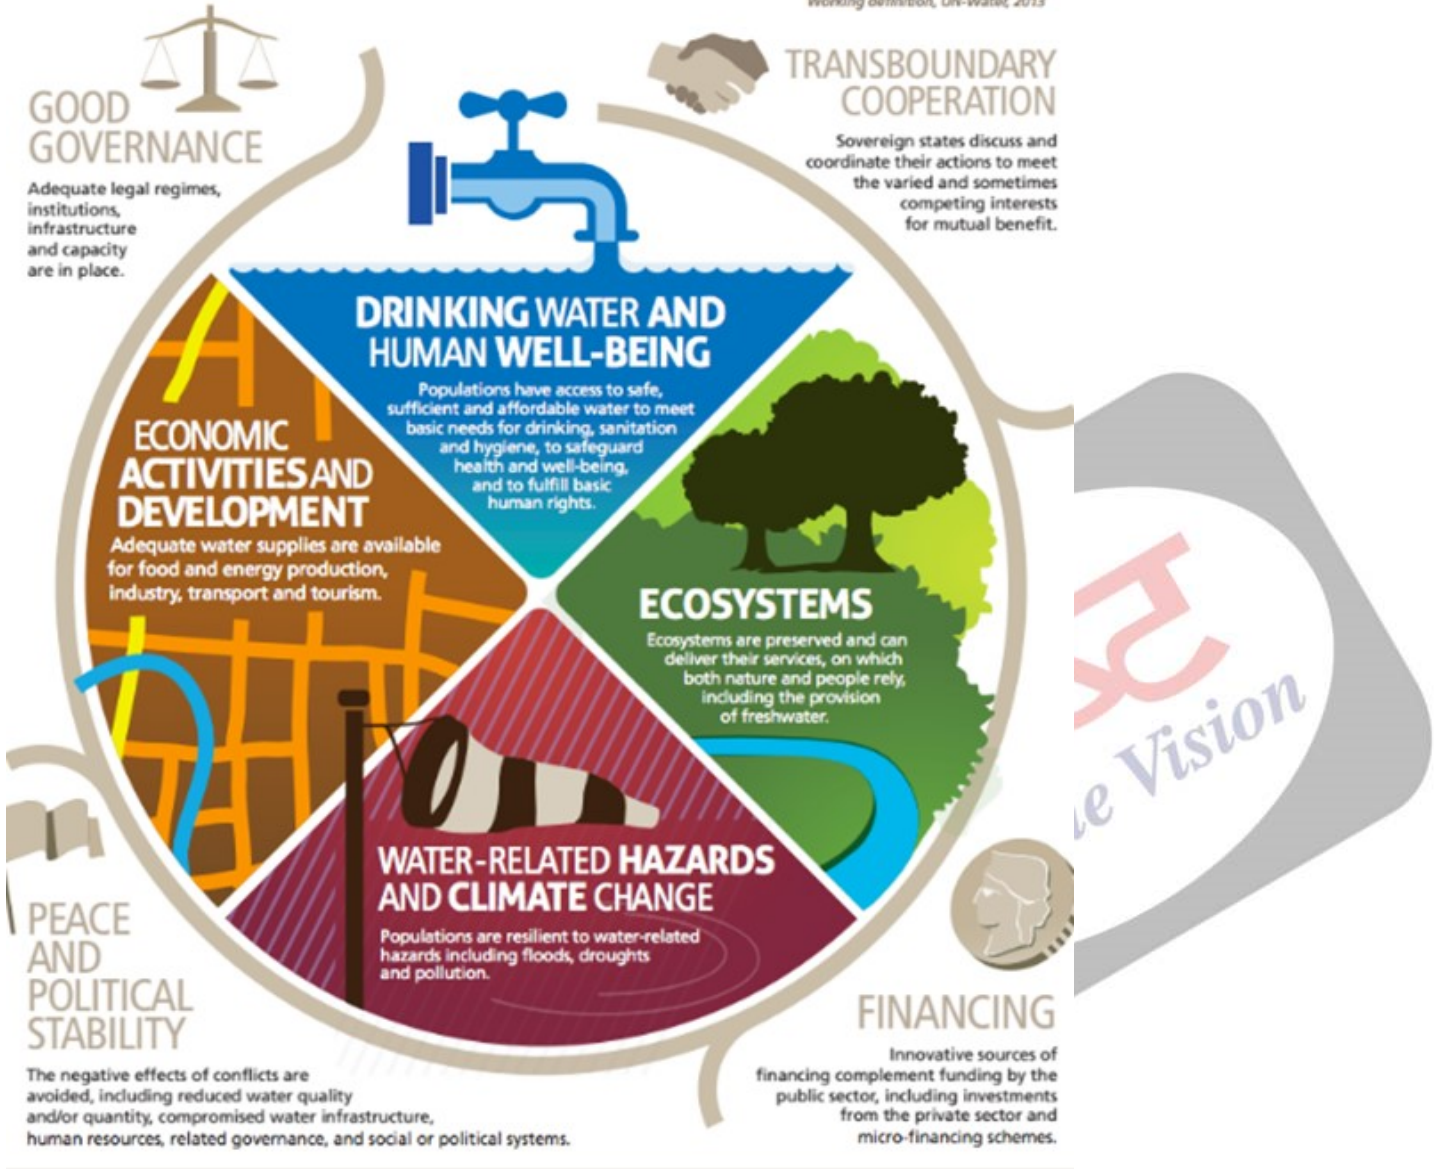 Working definition, UN-Water, 2013
GOOD
GOVERNANCE
Adequate legal regimes,
institutions,
infrastructure
and capacity
are in place.
TRANSBOUNDARY
COOPERATION
Sovereign states discuss and
coordinate their actions to meet
the varied and sometimes
competing interests
for mutual benefit.
DRINKING WATER AND
HUMAN WELL-BEING
Populations have access to safe,
sufficient and affordable water to meet
basic needs for drinking, sanitation
and hygiene, to safeguard
health and well-being,
and to fulfill basic
human rights.
ECONOMIC
ACTIVITIES AND
DEVELOPMENT
Adequate water supplies are available
for food and energy production,
industry, transport and tourism.
ECOSYSTEMS
Ecosystems are preserved and can
deliver their services, on which
both nature and people rely,
including the provision
of freshwater.
WATER-RELATED HAZARDS
AND CLIMATE CHANGE
Populations are resilient to water-related
hazards including floods, droughts
and pollution.
PEACE
AND
POLITICAL
STABILITY
The negative effects of conflicts are
avoided, including reduced water quality
and/or quantity, compromised water infrastructure,
human resources, related governance, and social or political systems.
FINANCING
Innovative sources of
financing complement funding by the
public sector, including investments
from the private sector and
micro-financing schemes.
Vision